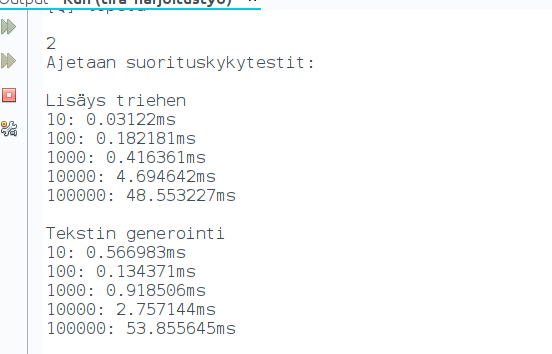 Output Run (tira-harjoitustyö)
2
Ajetaan suorituskykytestit:
Lisäys triehen
10: 0.03122ms
100: 0.182181ms
1000: 0.416361ms
10000: 4.694642ms
100000: 48.553227ms
Tekstin generointi
10: 0.566983ms
100: 0.134371ms
1000: 0.918506ms
10000: 2.757144ms
100000: 53.855645ms